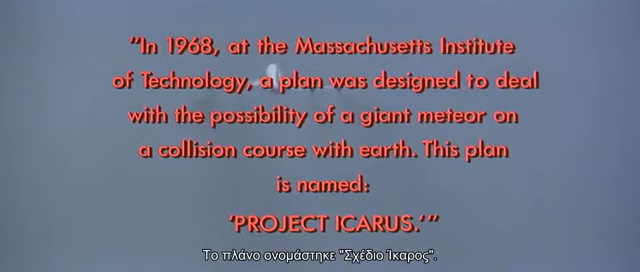 "In 1968, at the Massachusetts Institute
of Technology, a plan was designed to deal
with the possibility of a giant meteor on
a collision course with earth. This plan
is named:
'PROJECT ICARUS.'"
Το πλάνο ονομάστηκε "Σχέδιο Ίκαρος".